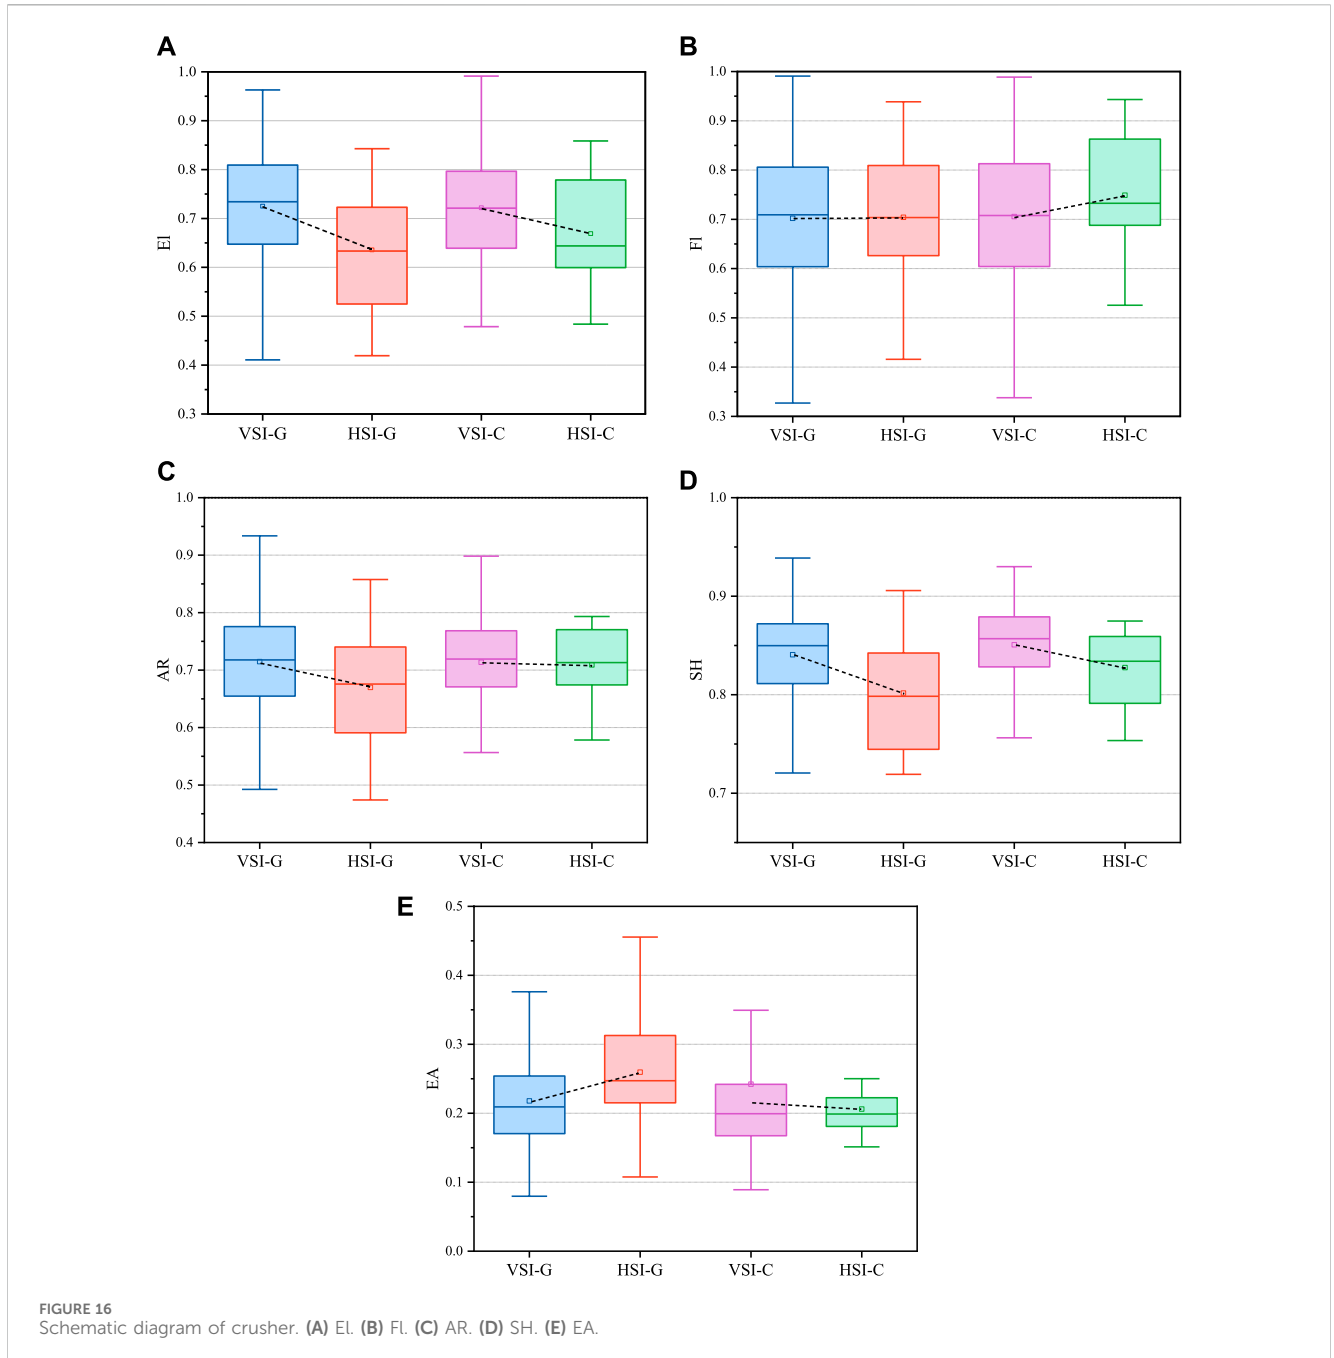 A
1.0
0.9
0.8
0.7
0.6
0.5
0.4
0.3
El
VSI-G HSI-G VSI-C HSI-C
B
1.0
0.9
0.8
0.7
0.6
0.5
0.4
0.3
Fl
VSI-G HSI-G VSI-C HSI-C
C
1.0
0.9
0.8
0.7
0.6
0.5
0.4
AR
VSI-G HSI-G VSI-C HSI-C
D
1.0
0.9
0.8
0.7
SH
VSI-G HSI-G VSI-C HSI-C
E
0.5
0.4
0.3
0.2
0.1
0.0
EA
VSI-G HSI-G VSI-C HSI-C
FIGURE 16
Schematic diagram of crusher. (A) El. (B) Fl. (C) AR. (D) SH. (E) EA.